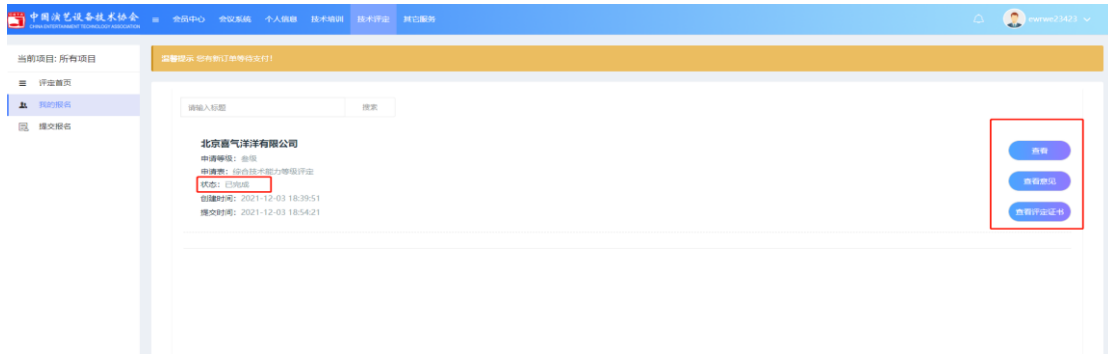 中国演艺设备技术协会
CHINA ENTERTAINMENT TECHNOLOGY ASSOCIATION
会员中心 会议系统 个人信息 技术培训 技术评定 其它服务
ewrwe23423
当前项目: 所有项目
温馨提示 您有新订单等待支付!
评定首页
我的报名
提交报名
请输入标题
搜索
北京喜气洋洋有限公司
申请等级: 叁级
申请表: 综合技术能力等级评定
状态: 已完成
创建时间: 2021-12-03 18:39:51
提交时间: 2021-12-03 18:54:21
查看
查看意见
查看评定证书